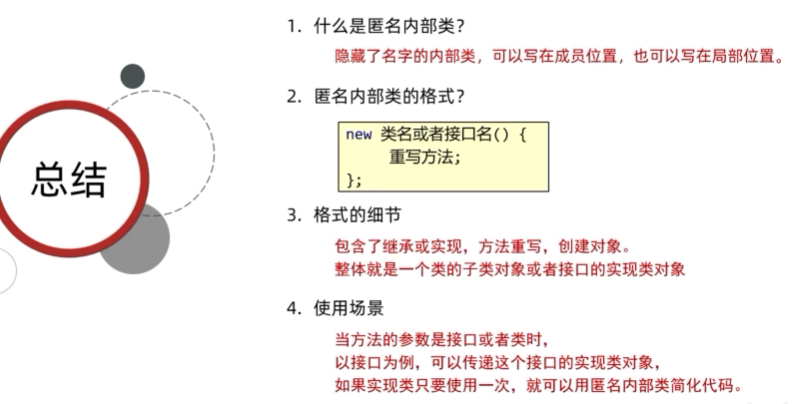 总结
1. 什么是匿名内部类？
隐藏了名字的内部类，可以写在成员位置，也可以写在局部位置。
2. 匿名内部类的格式？
new 类名或者接口名() {
重写方法;
};
3. 格式的细节
包含了继承或实现，方法重写，创建对象。
整体就是一个类的子类对象或者接口的实现类对象
4. 使用场景
当方法的参数是接口或者类时，
以接口为例，可以传递这个接口的实现类对象，
如果实现类只要使用一次，就可以用匿名内部类简化代码。